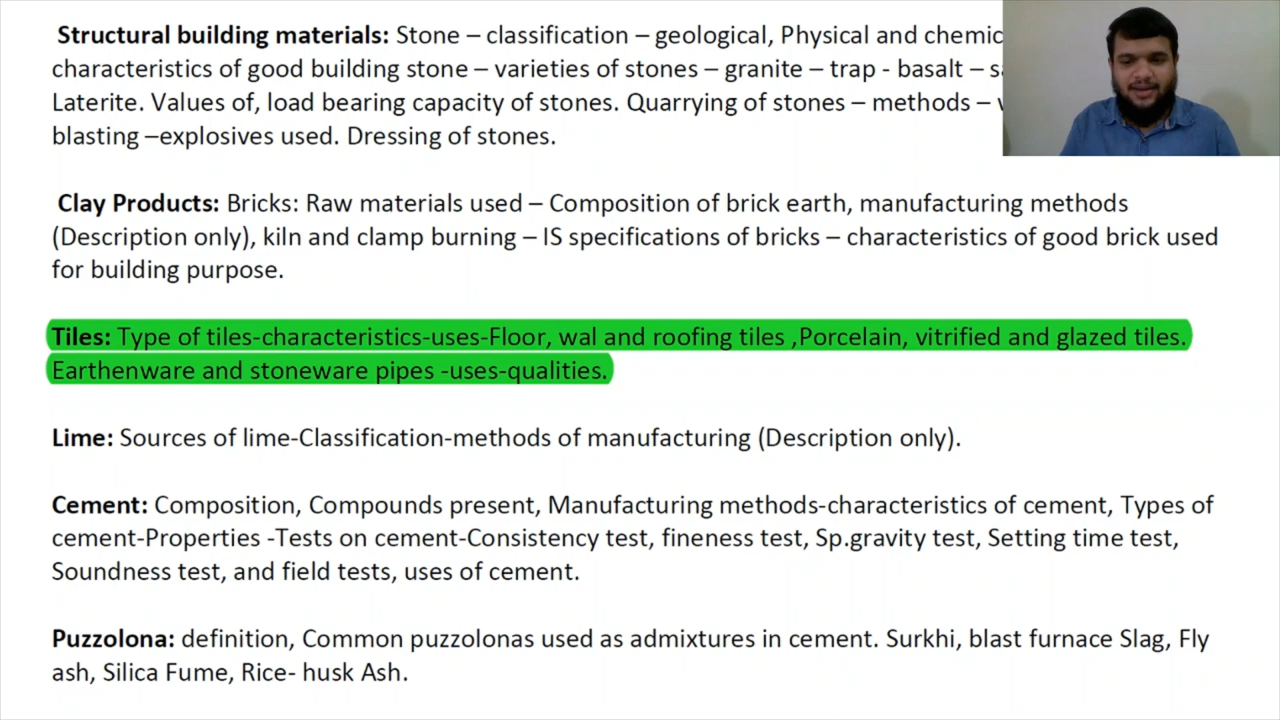 Structural building materials: Stone – classification – geological, Physical and
characteristics of good building stone – varieties of stones – granite – trap - basalt –
Laterite. Values of, load bearing capacity of stones. Quarrying of stones – methods –
blasting –explosives used. Dressing of stones.
Clay Products: Bricks: Raw materials used – Composition of brick earth, manufacturing methods
(Description only), kiln and clamp burning – IS specifications of bricks – characteristics of good brick used
for building purpose.
Tiles: Type of tiles-characteristics-uses-Floor, wal and roofing tiles ,Porcelain, vitrified and glazed tiles.
Earthenware and stoneware pipes -uses-qualities.
Lime: Sources of lime-Classification-methods of manufacturing (Description only).
Cement: Composition, Compounds present, Manufacturing methods-characteristics of cement, Types of
cement-Properties -Tests on cement-Consistency test, fineness test, Sp.gravity test, Setting time test,
Soundness test, and field tests, uses of cement.
Puzzolona: definition, Common puzzolonas used as admixtures in cement. Surkhi, blast furnace Slag, Fly
ash, Silica Fume, Rice- husk Ash.